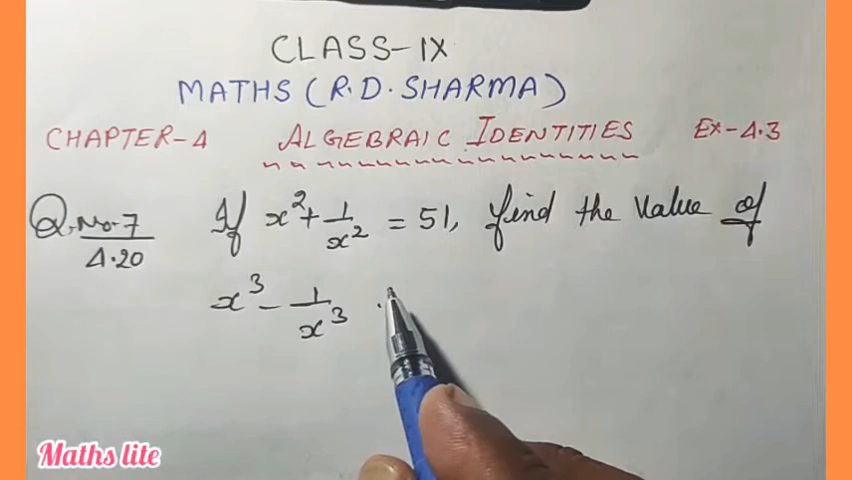 CLASS-IX
MATHS (R.D. SHARMA)
CHAPTER-4 ALGEBRAIC IDENTITIES Ex-4.3
Q.No.7 If x² + 1/x² = 51, find the value of
4.20
x³ - 1/x³ .
Maths lite